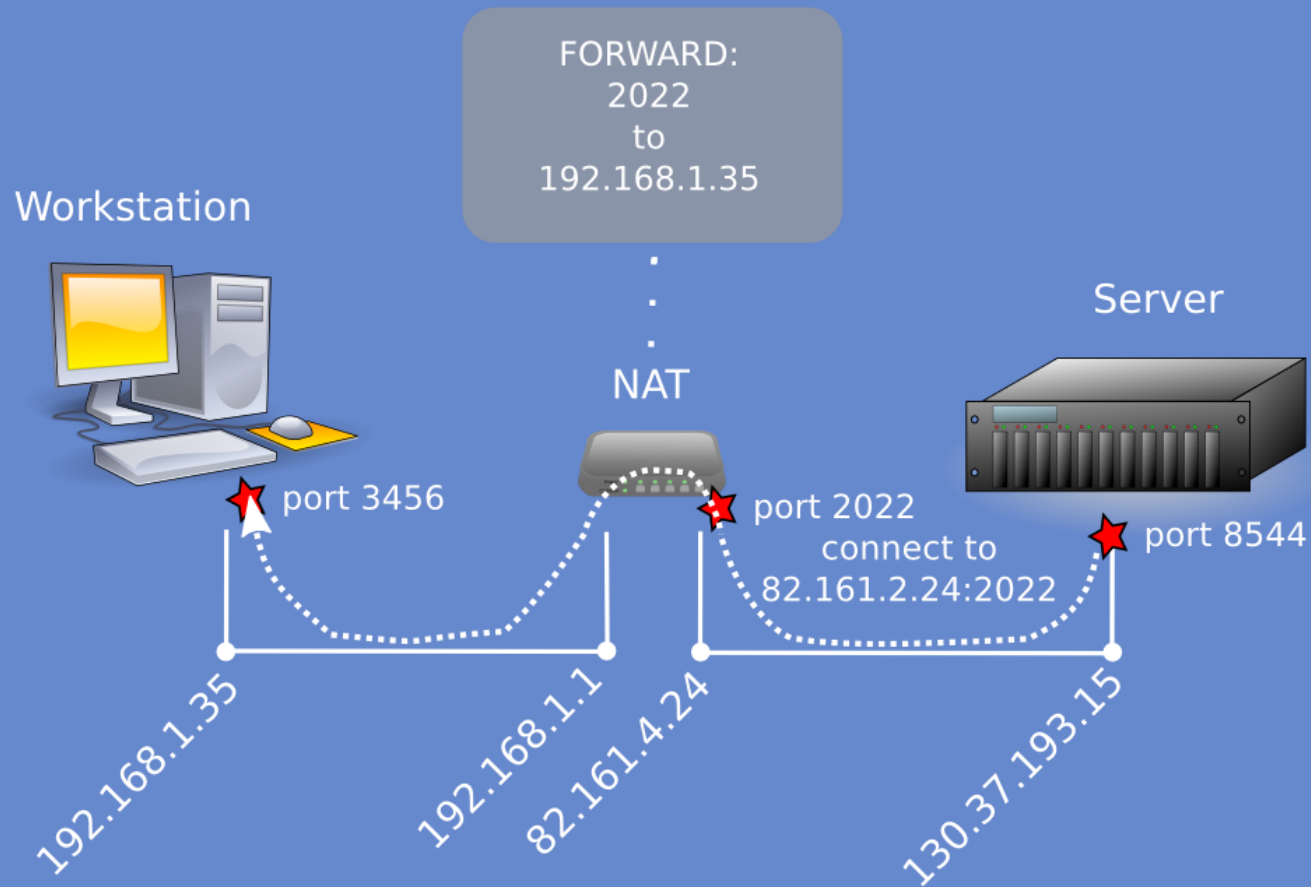 FORWARD:
2022
to
192.168.1.35
Workstation
Server
NAT
port 3456
port 2022
connect to
82.161.2.24:2022
port 8544
192.168.1.35
192.168.1.1
82.161.4.24
130.37.193.15